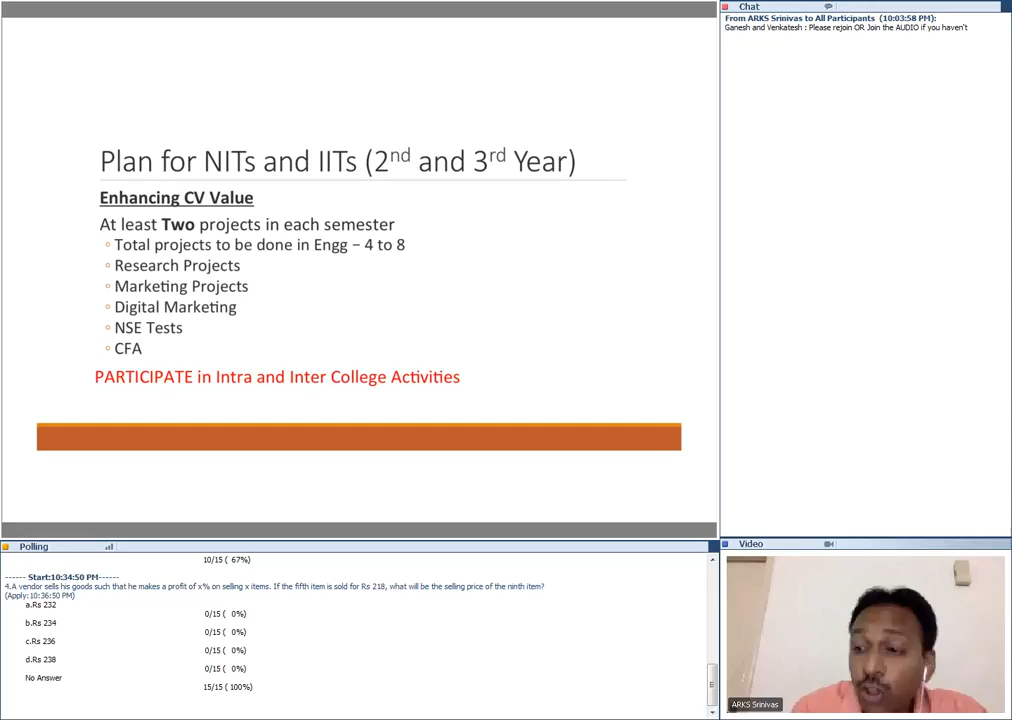 Plan for NITs and IITs (2nd and 3rd Year)
Enhancing CV Value
At least Two projects in each semester
◦ Total projects to be done in Engg – 4 to 8
◦ Research Projects
◦ Marketing Projects
◦ Digital Marketing
◦ NSE Tests
◦ CFA
PARTICIPATE in Intra and Inter College Activities
Chat
From ARKS Srinivas to All Participants (10:03:58 PM):
Ganesh and Venkatesh : Please rejoin OR Join the AUDIO if you haven't
Polling
10/15 ( 67%)
------ Start:10:34:50 PM------
4.A vendor sells his goods such that he makes a profit of x% on selling x items. If the fifth item is sold for Rs 218, what will be the selling price of the ninth item?
(Apply:10:36:50 PM)
a.Rs 232
0/15 ( 0%)
b.Rs 234
0/15 ( 0%)
c.Rs 236
0/15 ( 0%)
d.Rs 238
0/15 ( 0%)
No Answer
15/15 ( 100%)
Video
ARKS Srinivas